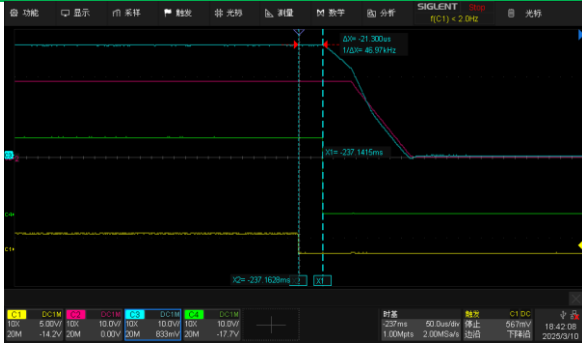 功能 显示 采样 触发 光标 测量 数学 分析 SIGLENT Stop 光标
f(C1) < 2.0Hz
ΔX= -21.300us
1/ΔX= 46.97kHz
X1= -237.1415ms
C3
C4
C1
X2= -237.1628ms X2 X1
C1 DC1M C2 DC1M C3 DC1M C4 DC1M 时基 触发 C1 DC
10X 5.00V/ 10X 10.0V/ 10X 10.0V/ 10X 10.0V/ -237ms 50.0us/div 停止 567mV 18:42:08
20M -14.2V 20M 0.00V 20M 833mV 20M -17.7V 1.00Mpts 2.00MSa/s 边沿 下降沿 2025/3/10